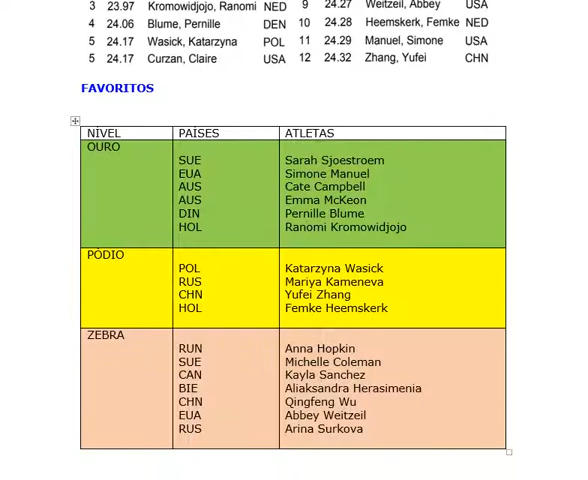 3 23.97 Kromowidjojo, Ranomi NED 9 24.27 Weitzeil, Abbey USA
4 24.06 Blume, Pernille DEN 10 24.28 Heemskerk, Femke NED
5 24.17 Wasick, Katarzyna POL 11 24.29 Manuel, Simone USA
5 24.17 Curzan, Claire USA 12 24.32 Zhang, Yufei CHN
FAVORITOS
NÍVEL PAÍSES ATLETAS
OURO
SUE Sarah Sjoestroem
EUA Simone Manuel
AUS Cate Campbell
AUS Emma McKeon
DIN Pernille Blume
HOL Ranomi Kromowidjojo
PÓDIO
POL Katarzyna Wasick
RUS Mariya Kameneva
CHN Yufei Zhang
HOL Femke Heemskerk
ZEBRA
RUN Anna Hopkin
SUE Michelle Coleman
CAN Kayla Sanchez
BIE Aliaksandra Herasimenia
CHN Qingfeng Wu
EUA Abbey Weitzeil
RUS Arina Surkova